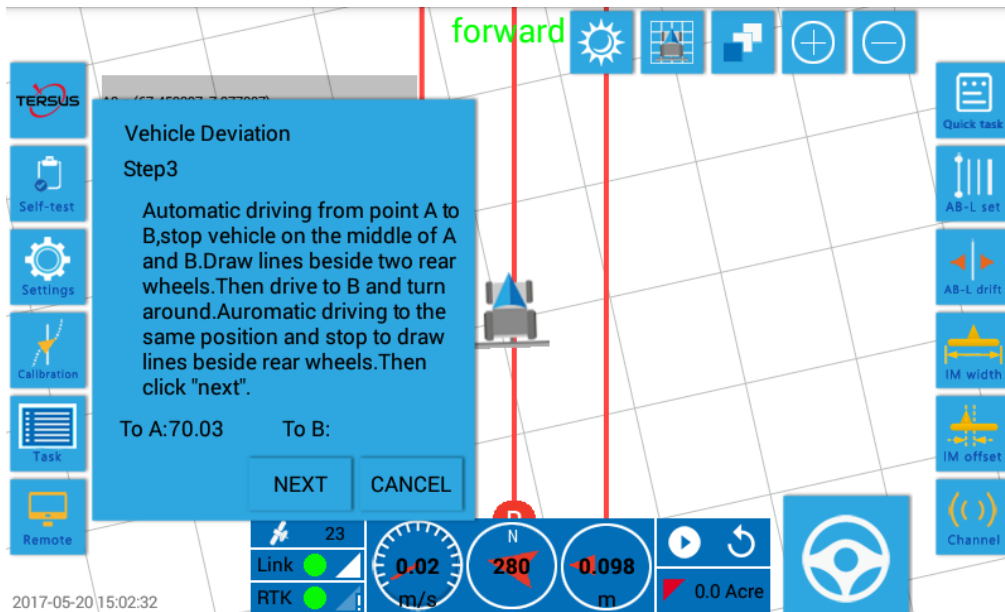 forward
TERSUS
Self-test
Settings
Calibration
Task
Remote
Vehicle Deviation
Step3
Automatic driving from point A to
B,stop vehicle on the middle of A
and B.Draw lines beside two rear
wheels.Then drive to B and turn
around.Auromatic driving to the
same position and stop to draw
lines beside rear wheels.Then
click "next".
To A:70.03 To B:
NEXT CANCEL
Quick task
AB-L set
AB-L drift
IM width
IM offset
Channel
23
Link
RTK
0.02
m/s
N
280
0.098
m
0.0 Acre
2017-05-20 15:02:32